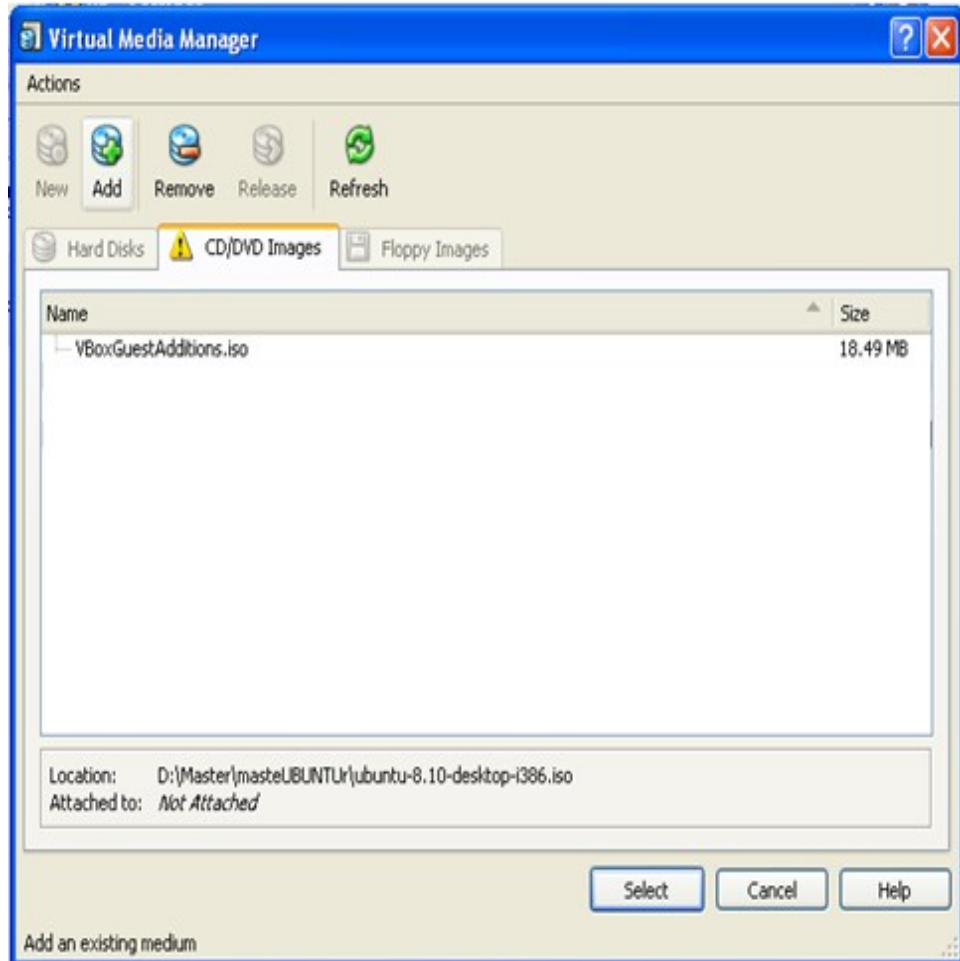 Virtual Media Manager
Actions
New Add Remove Release Refresh
Hard Disks CD/DVD Images Floppy Images
Name Size
VBoxGuestAdditions.iso 18.49 MB
Location: D:\Master\masteUBUNTUr\ubuntu-8.10-desktop-i386.iso
Attached to: Not Attached
Select Cancel Help
Add an existing medium